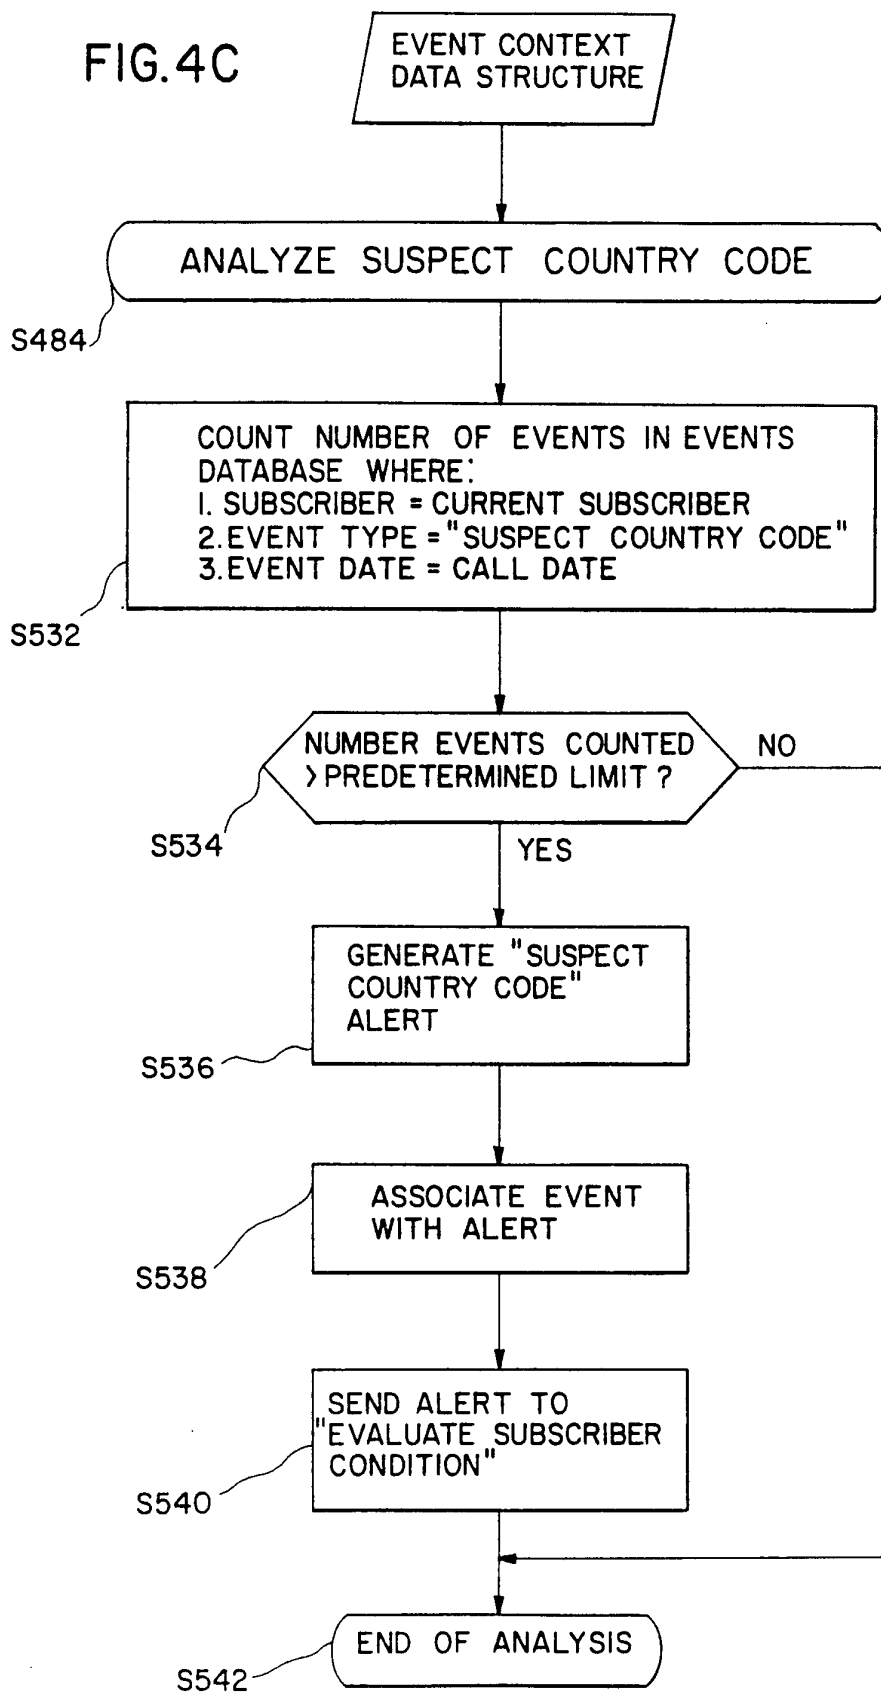 FIG.4C
EVENT CONTEXT
DATA STRUCTURE
ANALYZE SUSPECT COUNTRY CODE
S484
COUNT NUMBER OF EVENTS IN EVENTS
DATABASE WHERE:
1. SUBSCRIBER = CURRENT SUBSCRIBER
2. EVENT TYPE = "SUSPECT COUNTRY CODE"
3. EVENT DATE = CALL DATE
S532
NUMBER EVENTS COUNTED
> PREDETERMINED LIMIT ?
NO
S534
YES
GENERATE "SUSPECT
COUNTRY CODE"
ALERT
S536
ASSOCIATE EVENT
WITH ALERT
S538
SEND ALERT TO
"EVALUATE SUBSCRIBER
CONDITION"
S540
END OF ANALYSIS
S542